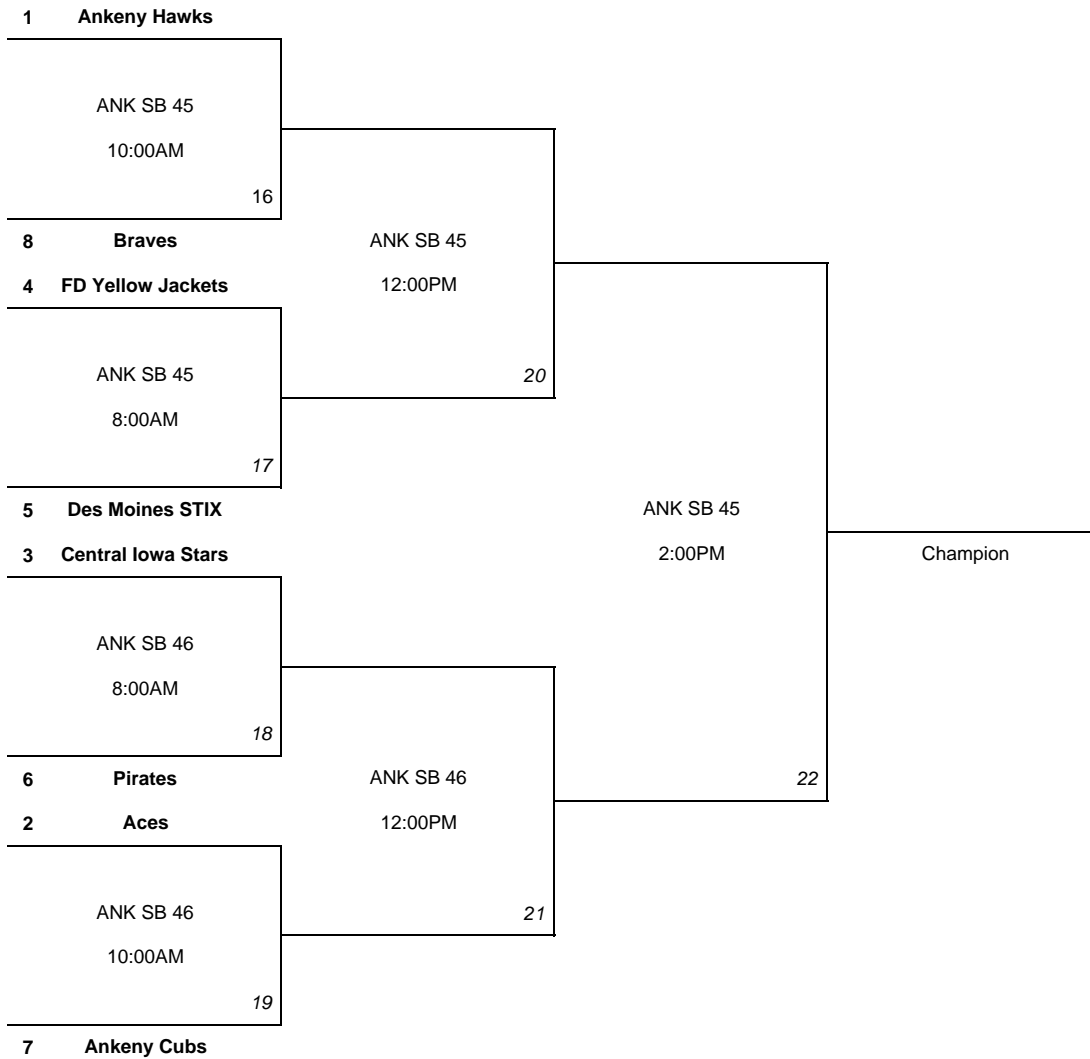 1 Ankeny Hawks
ANK SB 45
10:00AM
16
8 Braves
ANK SB 45
4 FD Yellow Jackets
12:00PM
ANK SB 45
20
8:00AM
17
5 Des Moines STIX
ANK SB 45
3 Central Iowa Stars
2:00PM
Champion
ANK SB 46
8:00AM
18
6 Pirates
ANK SB 46
22
2 Aces
12:00PM
ANK SB 46
21
10:00AM
19
7 Ankeny Cubs